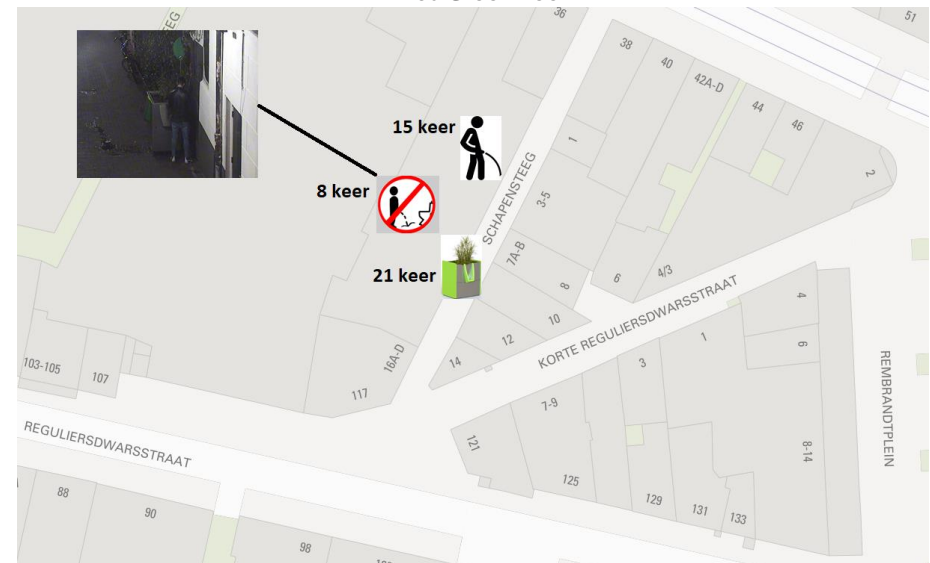 EG
36
51
38
40
42A-D
44
46
2
15 keer
1
8 keer
3-5
SCHAPENSTEEG
7A-B
21 keer
8
6
4/3
KORTE REGULIERSDWARSSTRAAT
4
10
12
14
16A-D
1
6
3
103-105
107
117
7-9
REMBRANDTPLEIN
REGULIERSDWARSSTRAAT
121
8-14
125
129
131
133
88
90
98